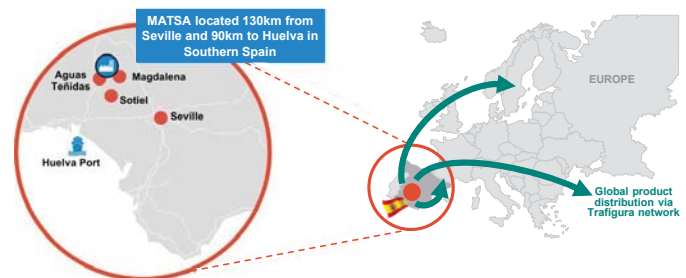 MATSA located 130km from
Seville and 90km to Huelva in
Southern Spain
Aguas
Teñidas
Magdalena
Sotiel
Seville
Huelva Port
EUROPE
Global product
distribution via
Trafigura network